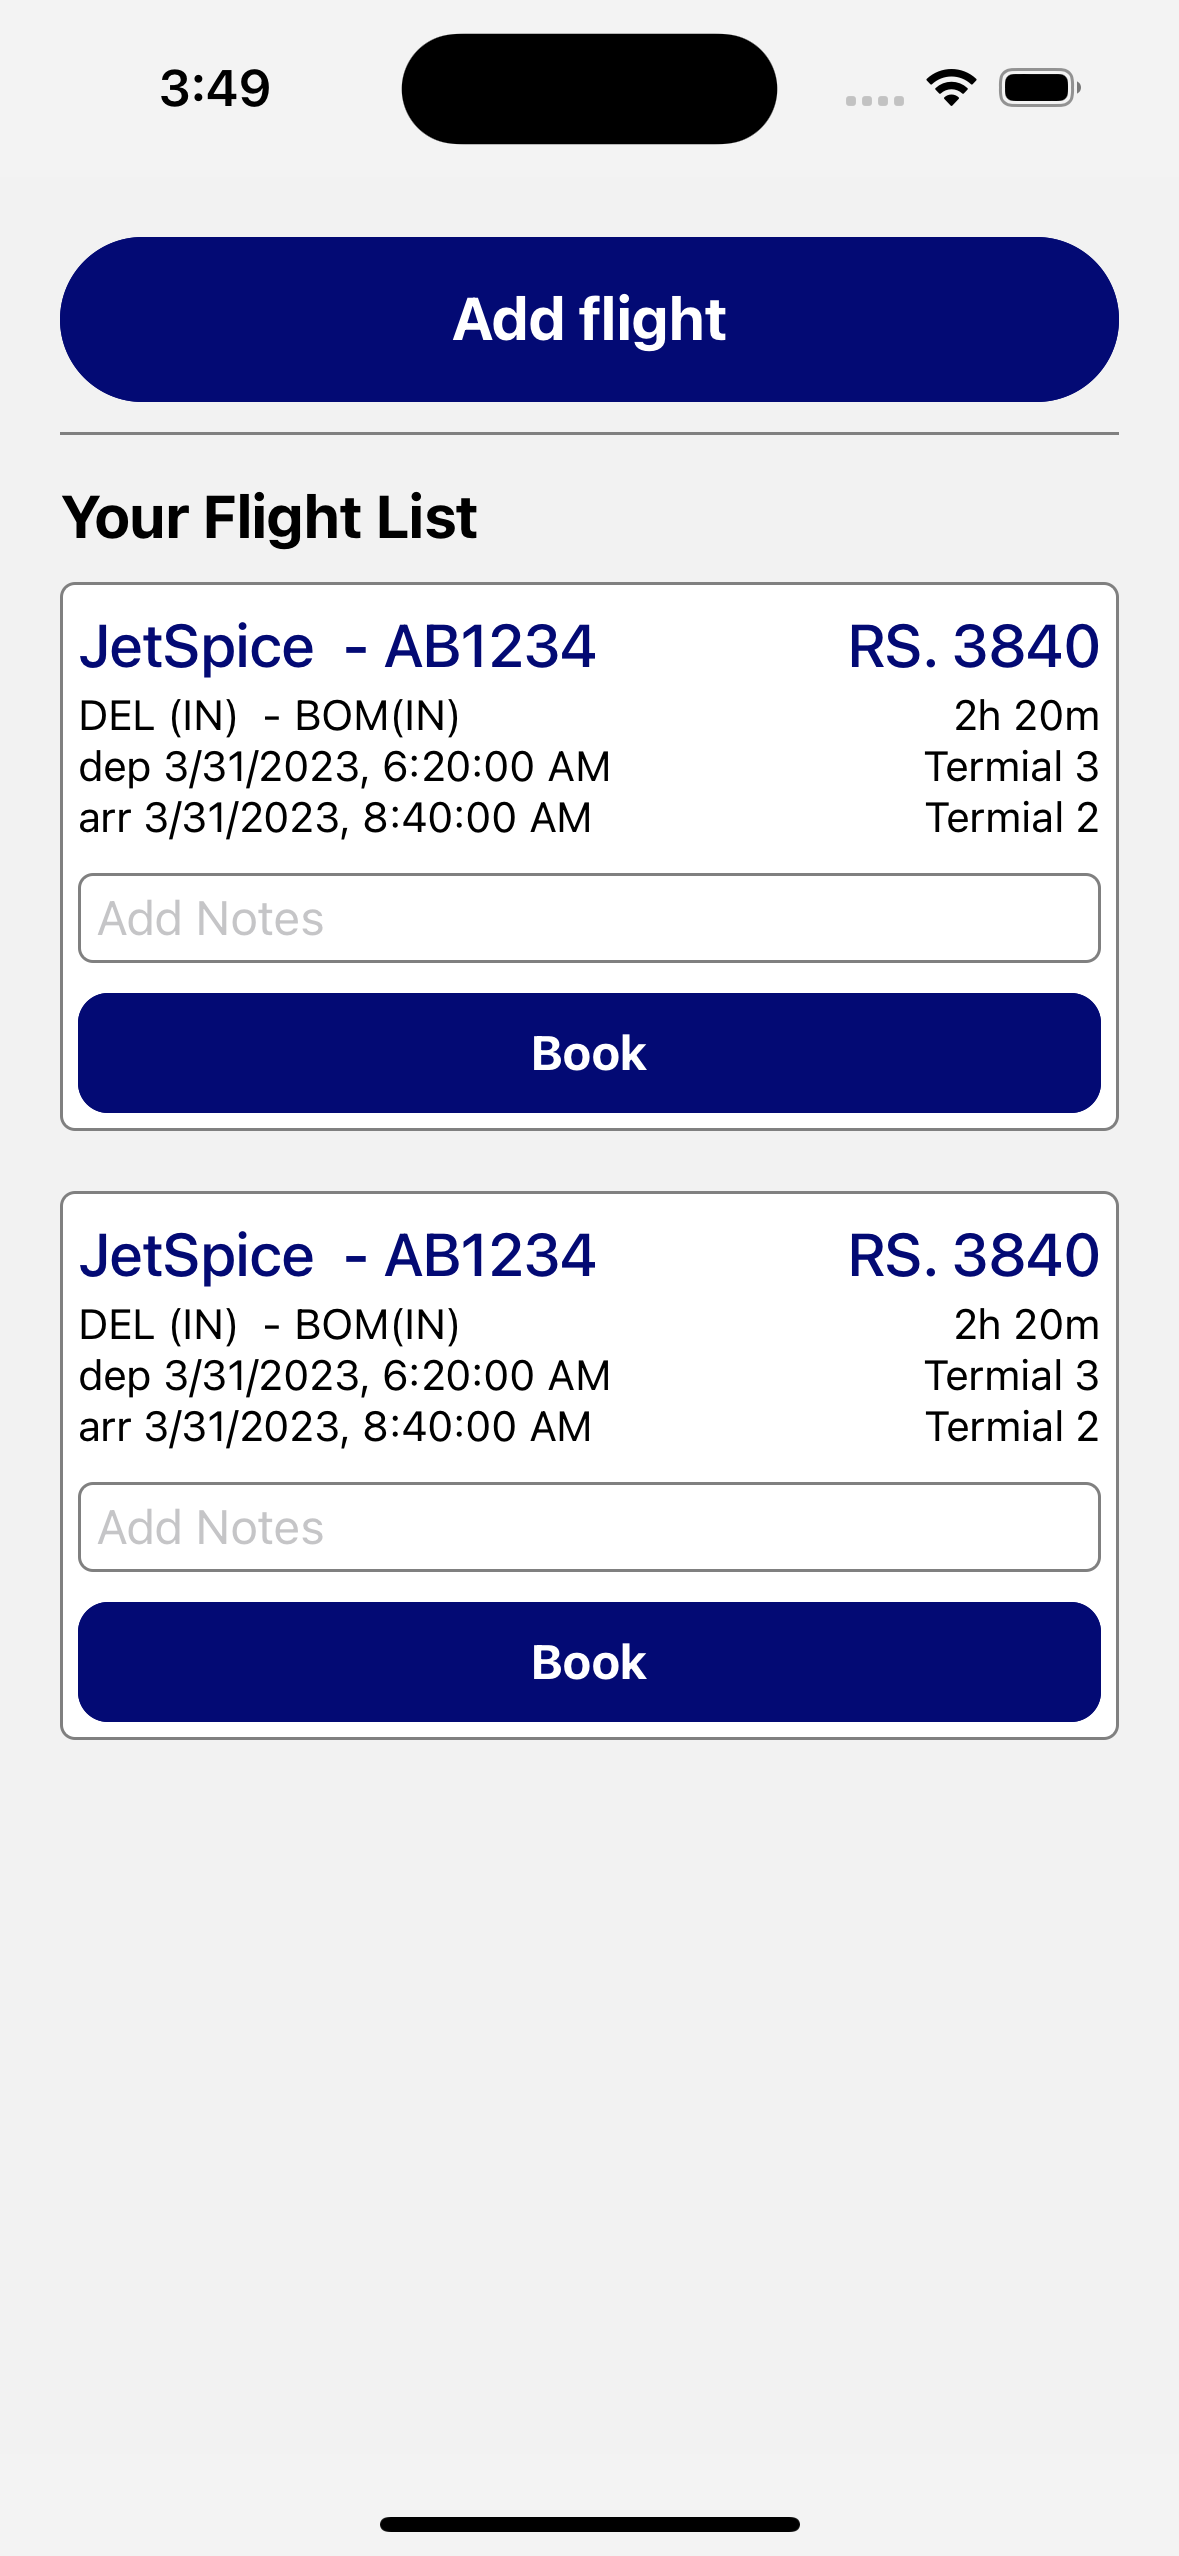 3:49
Add flight
Your Flight List
JetSpice  - AB1234 RS. 3840
DEL (IN)  - BOM(IN) 2h 20m
dep 3/31/2023, 6:20:00 AM Termial 3
arr 3/31/2023, 8:40:00 AM Termial 2
Add Notes
Book
JetSpice  - AB1234 RS. 3840
DEL (IN)  - BOM(IN) 2h 20m
dep 3/31/2023, 6:20:00 AM Termial 3
arr 3/31/2023, 8:40:00 AM Termial 2
Add Notes
Book